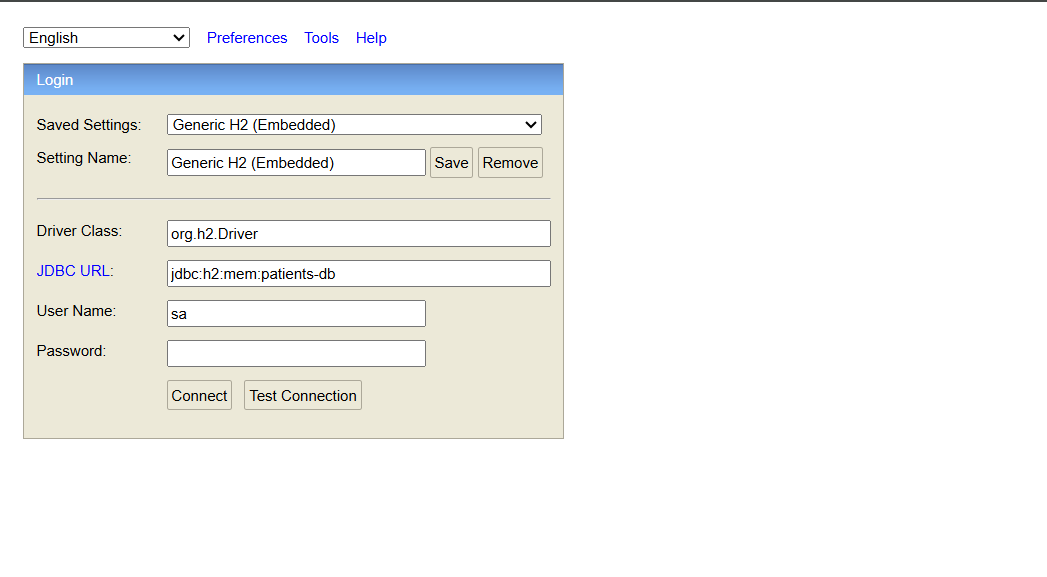 English Preferences Tools Help
Login
Saved Settings: Generic H2 (Embedded)
Setting Name: Generic H2 (Embedded) Save Remove
Driver Class: org.h2.Driver
JDBC URL: jdbc:h2:mem:patients-db
User Name: sa
Password:
Connect Test Connection